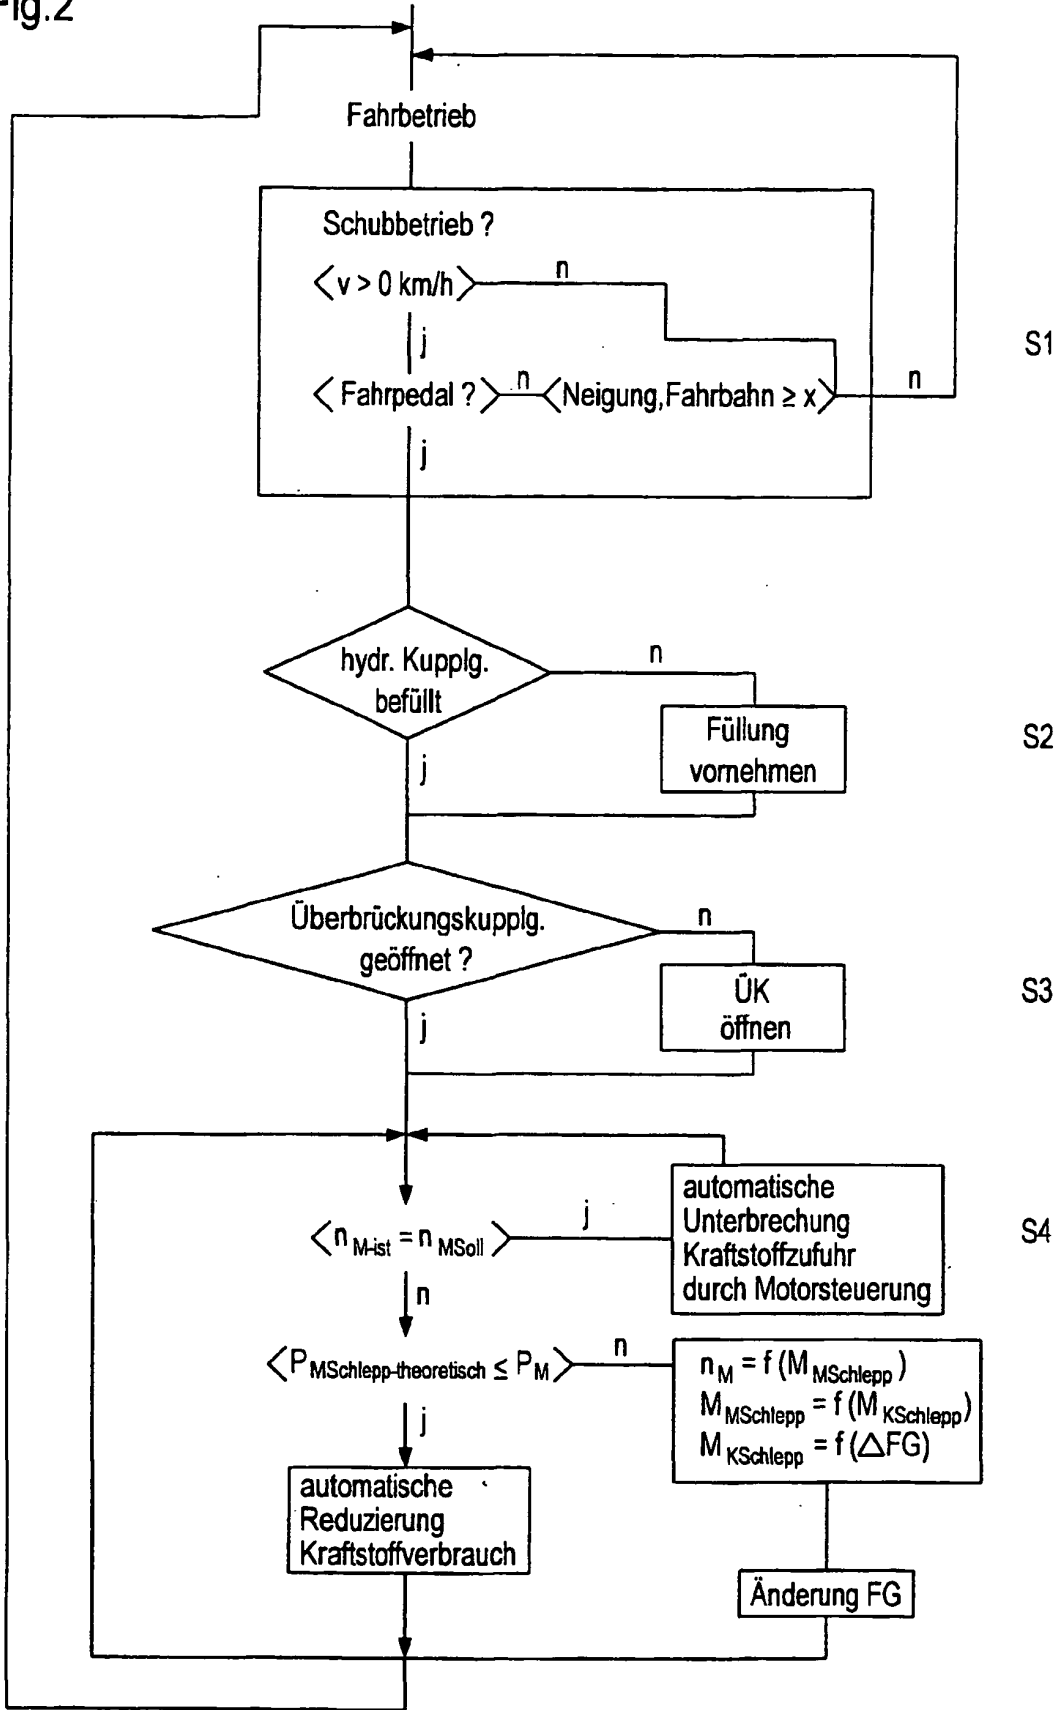 Fig.2
Fahrbetrieb
Schubbetrieb ?
v > 0 km/h
n
j
S1
Fahrpedal ?
n
Neigung, Fahrbahn ≥ x
n
j
hydr. Kupplg.
befüllt
n
j
Füllung
vornehmen
S2
Überbrückungskupplg.
geöffnet ?
n
j
ÜK
öffnen
S3
n M-ist = n MSoll
j
n
automatische
Unterbrechung
Kraftstoffzufuhr
durch Motorsteuerung
S4
P MSchlepp-theoretisch ≤ P M
n
j
n M = f (M MSchlepp)
M MSchlepp = f (M KSchlepp)
M KSchlepp = f (△FG)
automatische
Reduzierung
Kraftstoffverbrauch
Änderung FG